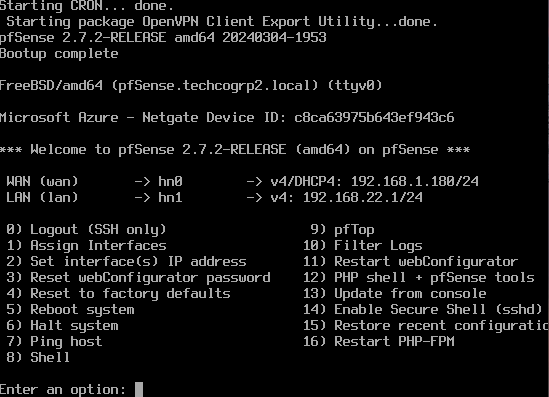 Starting CRON... done.
 Starting package OpenVPN Client Export Utility...done.
pfSense 2.7.2-RELEASE amd64 20240304-1953
Bootup complete

FreeBSD/amd64 (pfSense.techcogrp2.local) (ttyv0)

Microsoft Azure - Netgate Device ID: c8ca63975b643ef943c6

*** Welcome to pfSense 2.7.2-RELEASE (amd64) on pfSense ***

 WAN (wan)       -> hn0        -> v4/DHCP4: 192.168.1.180/24
 LAN (lan)       -> hn1        -> v4: 192.168.22.1/24

 0) Logout (SSH only)                  9) pfTop
 1) Assign Interfaces                 10) Filter Logs
 2) Set interface(s) IP address       11) Restart webConfigurator
 3) Reset webConfigurator password    12) PHP shell + pfSense tools
 4) Reset to factory defaults         13) Update from console
 5) Reboot system                     14) Enable Secure Shell (sshd)
 6) Halt system                       15) Restore recent configuratio
 7) Ping host                         16) Restart PHP-FPM
 8) Shell

Enter an option: